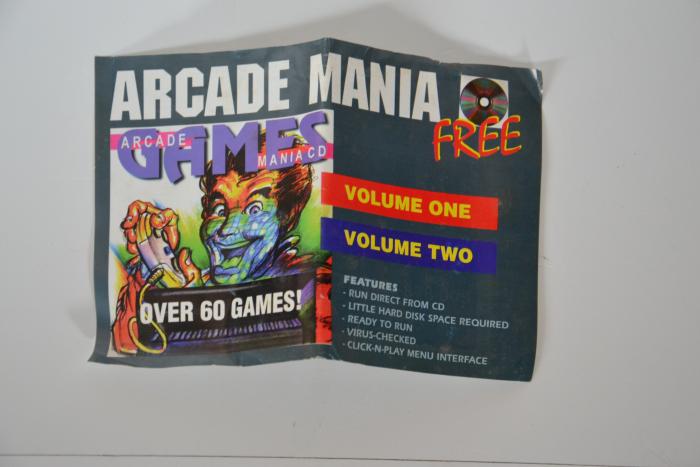 ARCADE MANIA
FREE
ARCADE
GAMES
MANIA CD
OVER 60 GAMES!
VOLUME ONE
VOLUME TWO
FEATURES
- RUN DIRECT FROM CD
- LITTLE HARD DISK SPACE REQUIRED
- READY TO RUN
- VIRUS-CHECKED
- CLICK-N-PLAY MENU INTERFACE